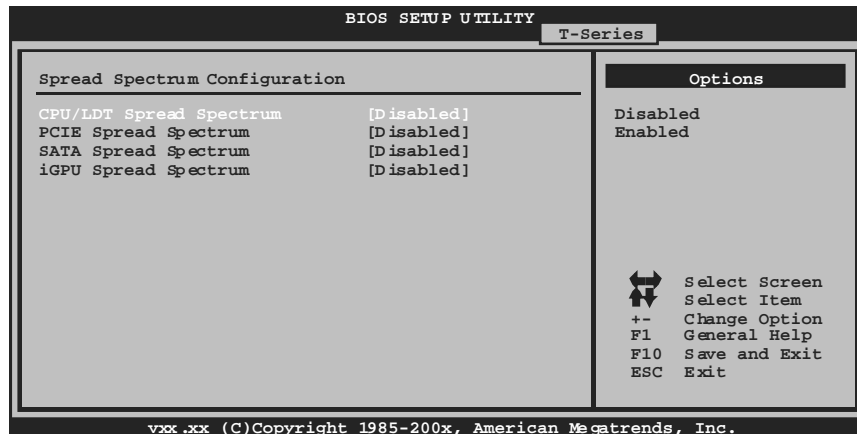 BIOS SETUP UTILITY
T-Series
Spread Spectrum Configuration
CPU/LDT Spread Spectrum [Disabled]
PCIE Spread Spectrum [Disabled]
SATA Spread Spectrum [Disabled]
iGPU Spread Spectrum [Disabled]
Options
Disabled
Enabled
Select Screen
Select Item
+- Change Option
F1 General Help
F10 Save and Exit
ESC Exit
vxx.xx (C)Copyright 1985-200x, American Megatrends, Inc.